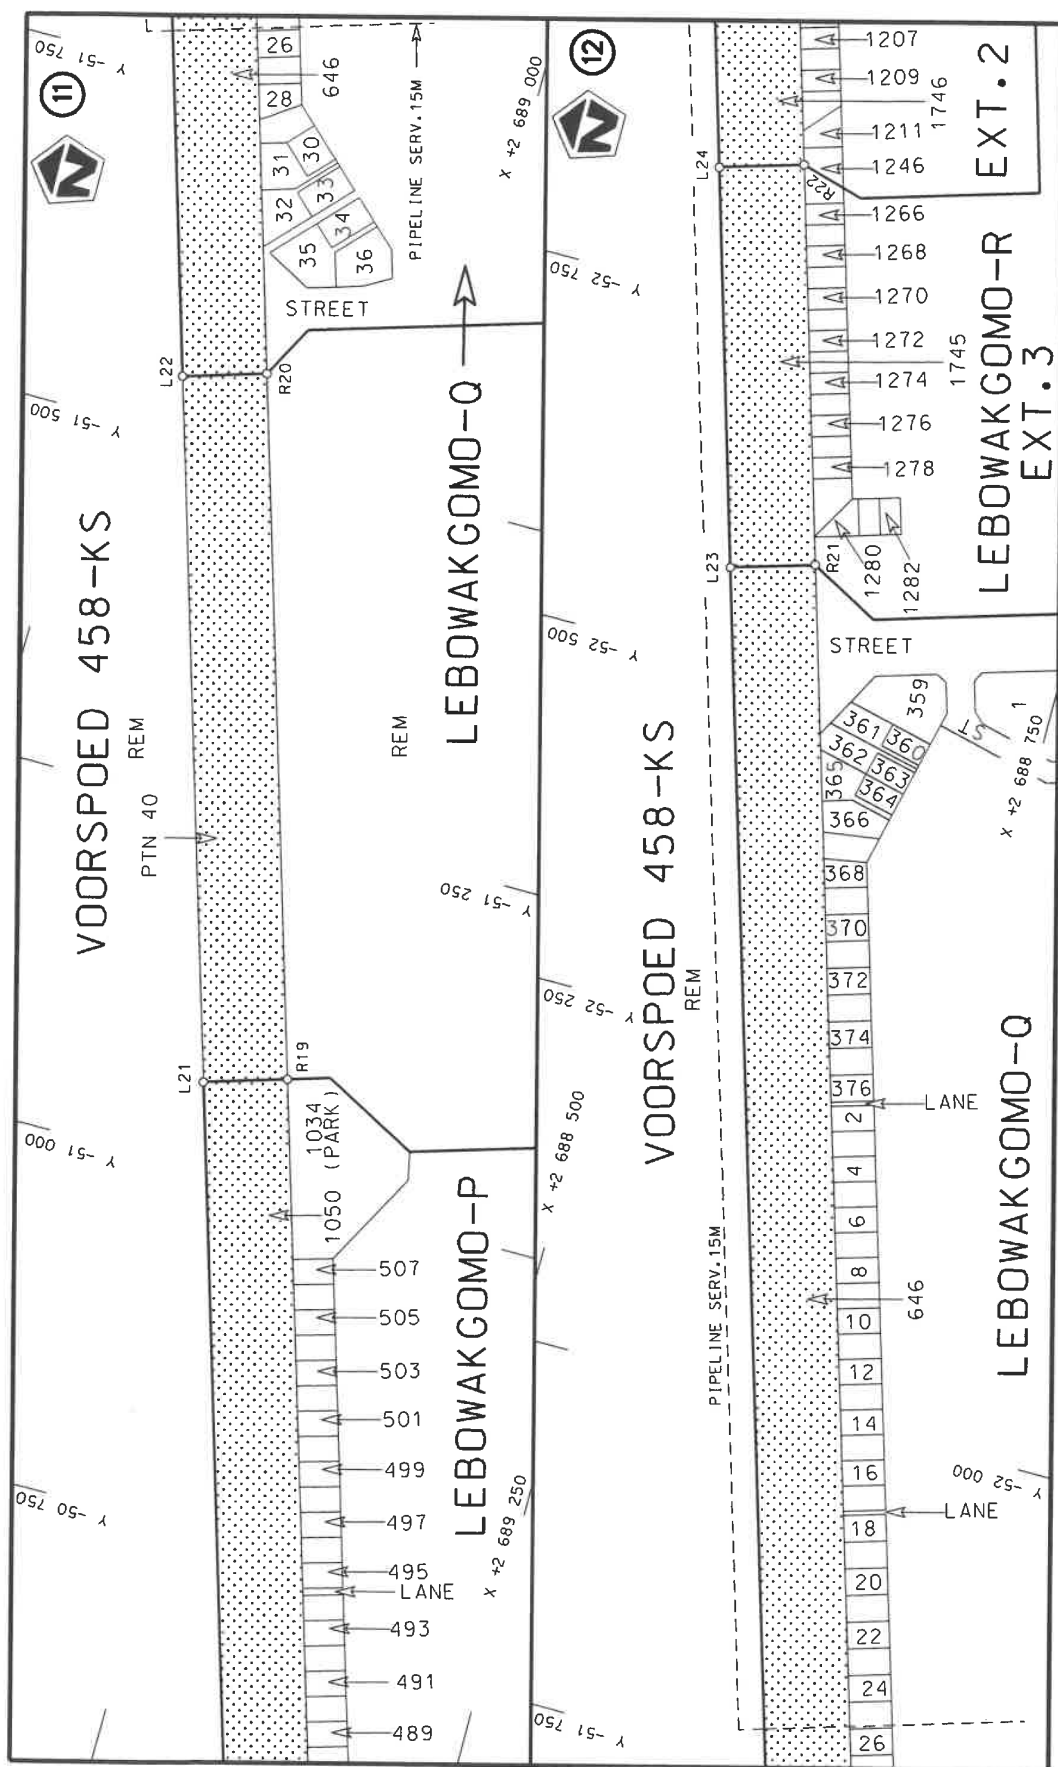 11
Y -51 750
26
646
28
30
31
32
33
34
35
36
PIPELINE SERV.15M
X +2 689 000
STREET
L22
R20
Y -51 500
VOORSPOED 458-KS
REM
PTN 40
REM
LEBOWAKGOMO-Q
Y -51 250
L21
R19
1034
(PARK)
1050
Y -51 000
X +2 688 500
507
505
503
501
499
497
495
LANE
493
491
489
LEBOWAKGOMO-P
X +2 689 250
Y -50 750
12
1207
1209
1746
1211
1246
EXT.2
L24
R22
1266
1268
1270
1272
1745
1274
1276
1278
1280
1282
LEBOWAKGOMO-R
EXT.3
Y -52 750
L23
R21
Y -52 500
STREET
359
360
361
362
363
364
365
366
ST
1
X +2 688 750
368
370
372
374
376
LANE
2
4
6
8
646
10
12
14
16
LANE
18
20
22
24
26
VOORSPOED 458-KS
REM
Y -52 250
PIPELINE SERV.15M
LEBOWAKGOMO-Q
Y -52 000
Y -51 750